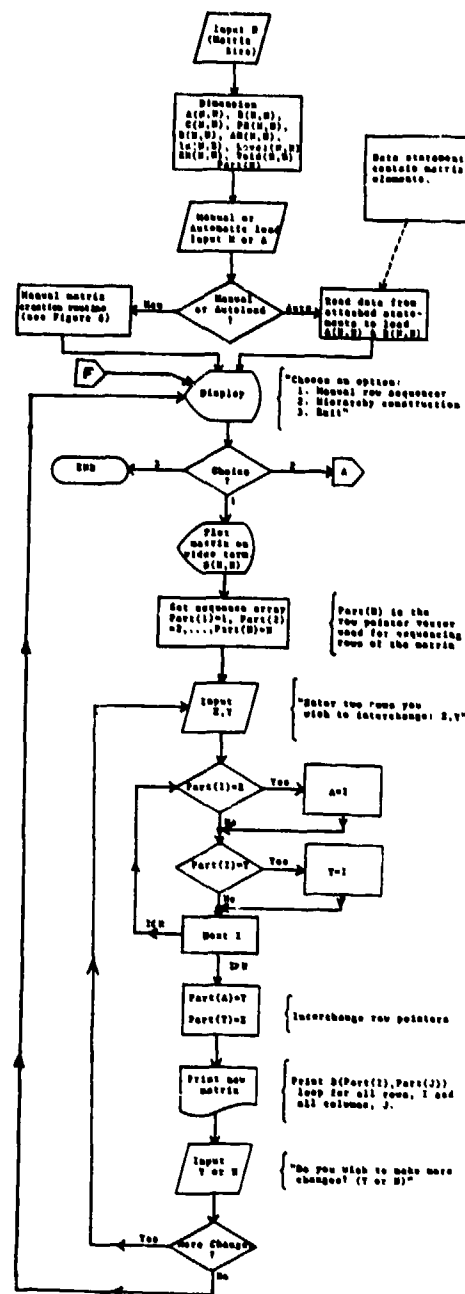 Input N
(Matrix
Size)
Dimension
A(N,N), B(N,N),
C(N,N), PR(N,N),
D(N,N), AN(N,N),
Id(N,N), Level(N,N)
Void(N,N)
Part(N)
Data statement
contain matrix
elements.
Manual or
Automatic load
Input M or A
Manual matrix
creation routine
(see Figure 6)
Man
Manual
or Autoload
?
Auto
Read data from
attached state-
ments to load
A(N,N) & B(N,N)
F
Display
"Choose an option:
1. Manual row sequencer
2. Hierarchy construction
3. Exit"
END
3
Choice
?
2
A
1
Plot
matrix on
video term.
B(N,N)
Set sequence array
Part(1)=1, Part(2)
=2,...,Part(N)=N
Part(N) is the
row pointer vector
used for sequencing
rows of the matrix
Input
X,Y
"Enter two rows you
wish to interchange: X,Y"
Part(I)=X
Yes
A=I
No
Part(I)=Y
Yes
T=I
No
Next I
I≤N
I>N
Part(A)=Y
Part(T)=X
Interchange row pointers
Print new
matrix
Print b(Part(I),Part(J))
loop for all rows, I and
all columns, J.
Input
Y or N
"Do you wish to make more
changes? (Y or N)"
Yes
More Change
?
No